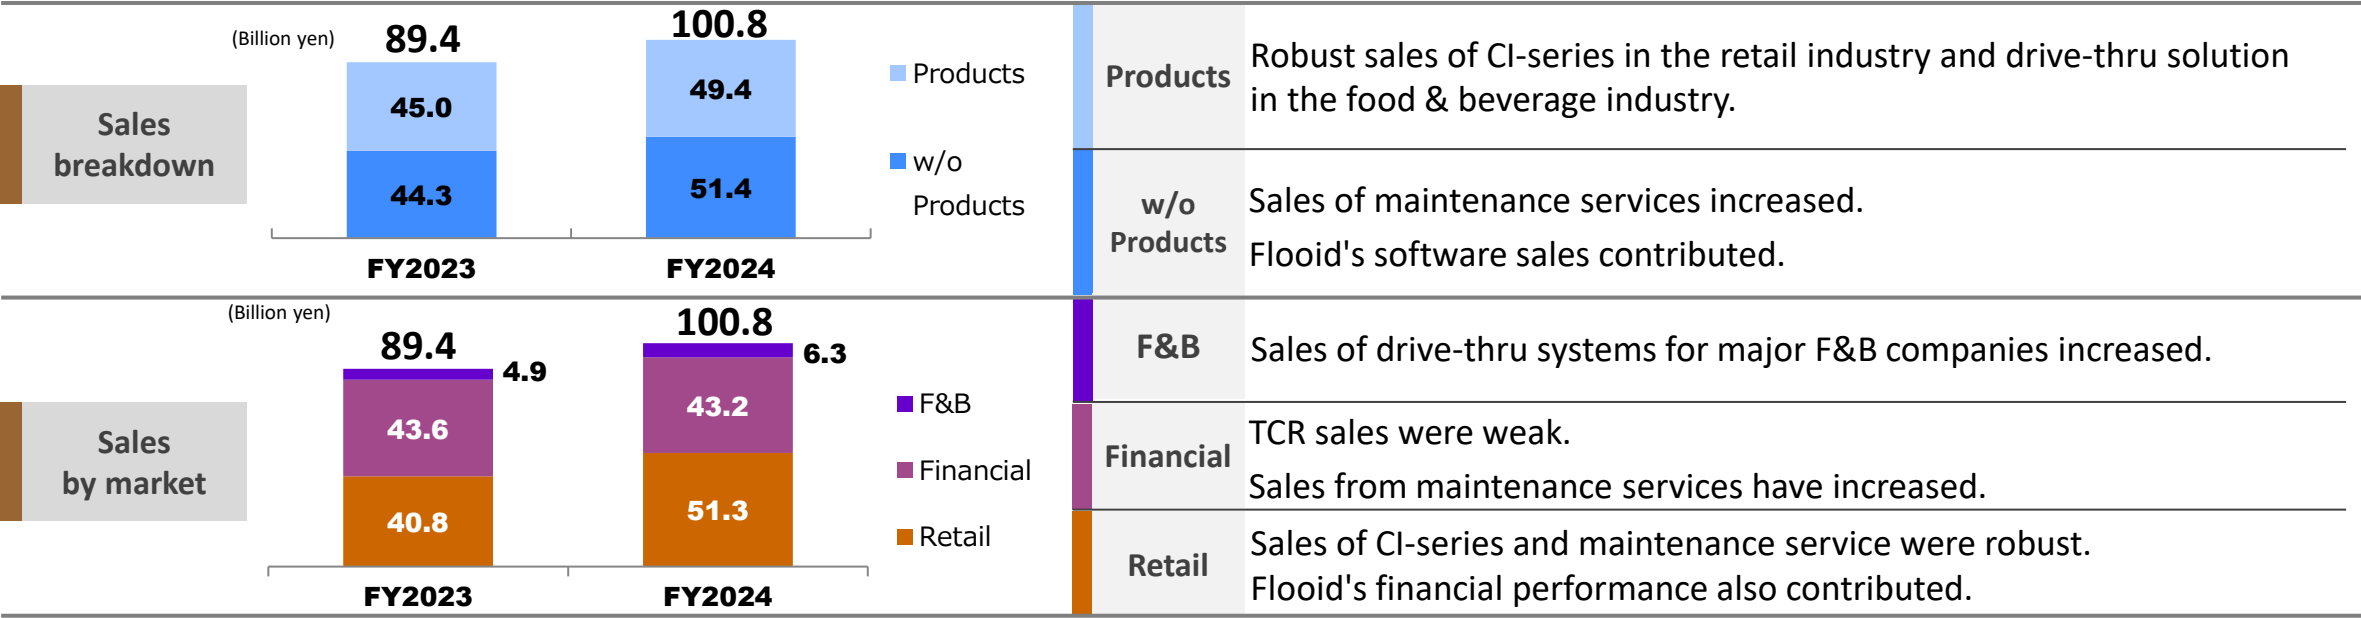 Sales
breakdown
(Billion yen)
89.4
100.8
45.0
49.4
44.3
51.4
FY2023
FY2024
Products
w/o
Products
Products
Robust sales of CI-series in the retail industry and drive-thru solution
in the food & beverage industry.
w/o
Products
Sales of maintenance services increased.
Flooid's software sales contributed.
Sales
by market
(Billion yen)
89.4
100.8
4.9
6.3
43.6
43.2
40.8
51.3
FY2023
FY2024
F&B
Financial
Retail
F&B
Sales of drive-thru systems for major F&B companies increased.
Financial
TCR sales were weak.
Sales from maintenance services have increased.
Retail
Sales of CI-series and maintenance service were robust.
Flooid's financial performance also contributed.